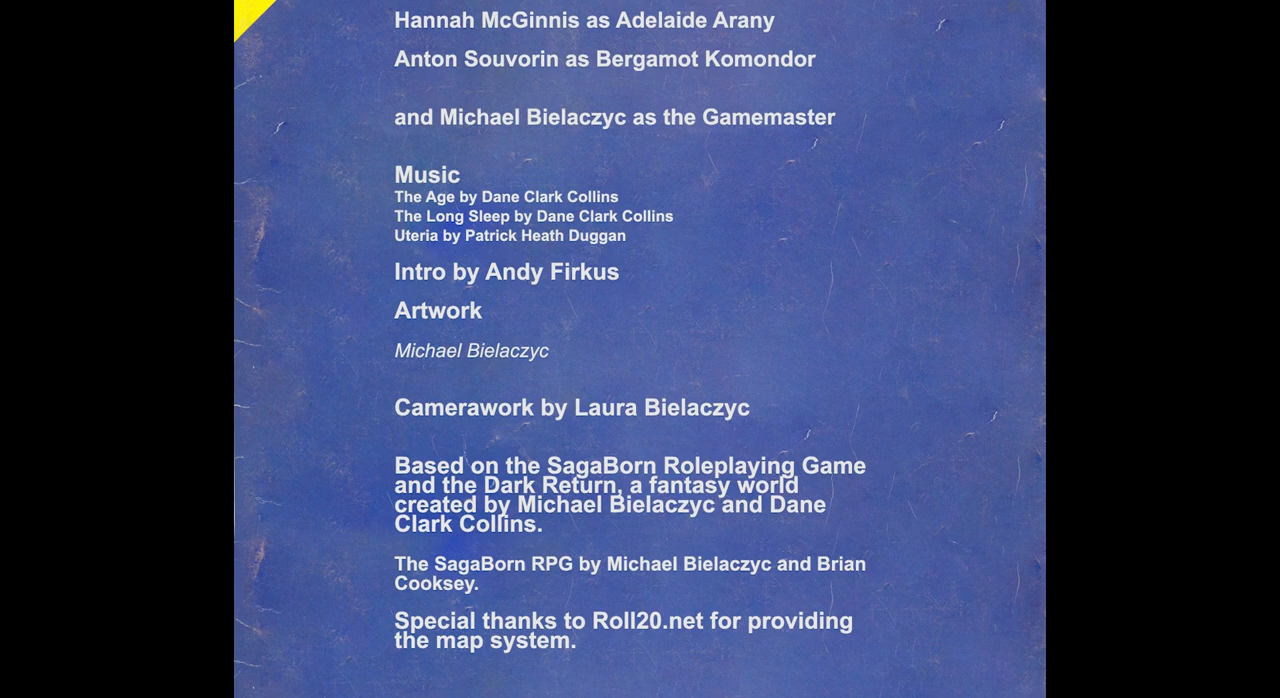 Hannah McGinnis as Adelaide Arany
Anton Souvorin as Bergamot Komondor
and Michael Bielaczyc as the Gamemaster
Music
The Age by Dane Clark Collins
The Long Sleep by Dane Clark Collins
Uteria by Patrick Heath Duggan
Intro by Andy Firkus
Artwork
Michael Bielaczyc
Camerawork by Laura Bielaczyc
Based on the SagaBorn Roleplaying Game
and the Dark Return, a fantasy world
created by Michael Bielaczyc and Dane
Clark Collins.
The SagaBorn RPG by Michael Bielaczyc and Brian
Cooksey.
Special thanks to Roll20.net for providing
the map system.